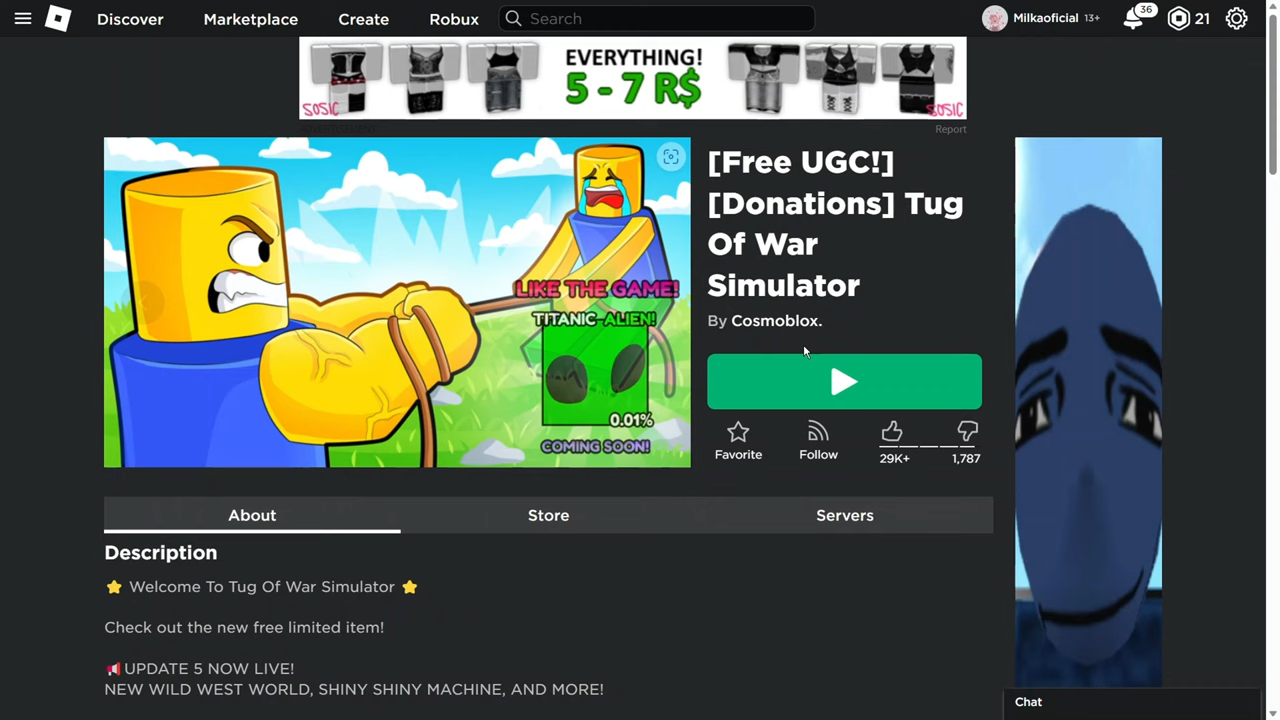 Discover
Marketplace
Create
Robux
Search
Milkaoficial 13+
36
21
EVERYTHING!
5 - 7 R$
SOSIC
SOSIC
Report
[Free UGC!]
[Donations] Tug
Of War
Simulator
By Cosmoblox.
LIKE THE GAME!
TITANIC-ALIEN!
0.01%
COMING SOON!
Favorite
Follow
29K+
1,787
About
Store
Servers
Description
⭐ Welcome To Tug Of War Simulator ⭐
Check out the new free limited item!
📢UPDATE 5 NOW LIVE!
NEW WILD WEST WORLD, SHINY SHINY MACHINE, AND MORE!
Chat